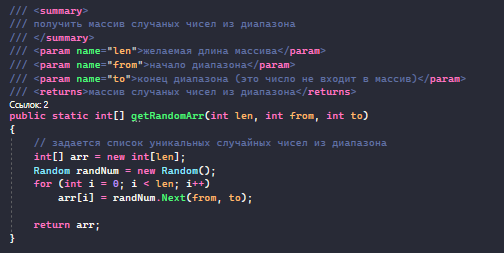 /// <summary>
/// получить массив случаных чисел из диапазона
/// </summary>
/// <param name="len">желаемая длина массива</param>
/// <param name="from">начало диапазона</param>
/// <param name="to">конец диапазона (это число не входит в массив)</param>
/// <returns>массив случаных чисел из диапазона</returns>
Ссылок: 2
public static int[] getRandomArr(int len, int from, int to)
{
// задается список уникальных случайных чисел из диапазона
int[] arr = new int[len];
Random randNum = new Random();
for (int i = 0; i < len; i++)
arr[i] = randNum.Next(from, to);
return arr;
}